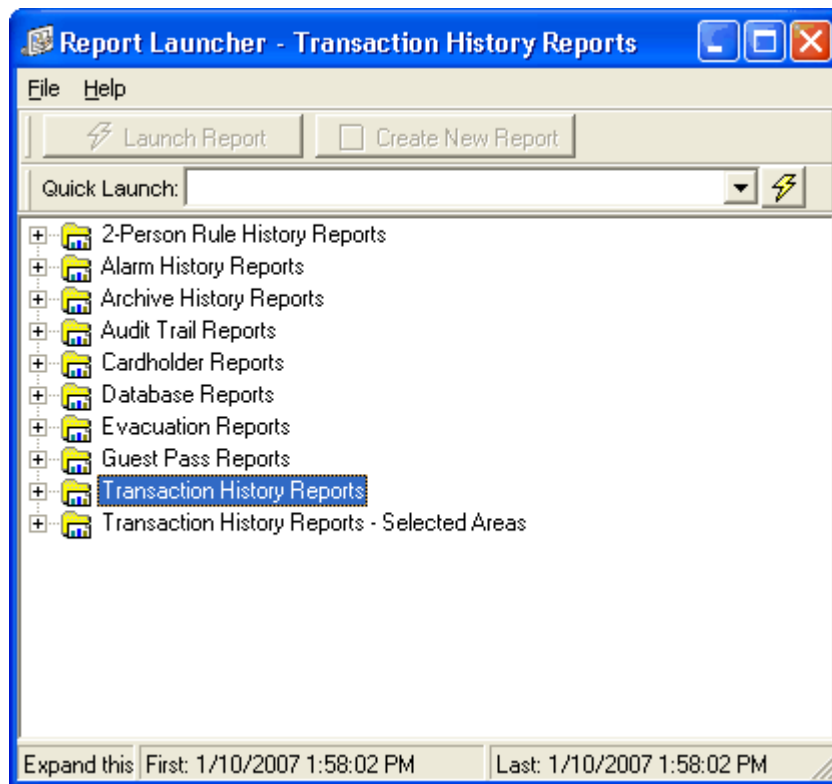 Report Launcher - Transaction History Reports
File Help
Launch Report Create New Report
Quick Launch:
2-Person Rule History Reports
Alarm History Reports
Archive History Reports
Audit Trail Reports
Cardholder Reports
Database Reports
Evacuation Reports
Guest Pass Reports
Transaction History Reports
Transaction History Reports - Selected Areas
Expand this First: 1/10/2007 1:58:02 PM Last: 1/10/2007 1:58:02 PM